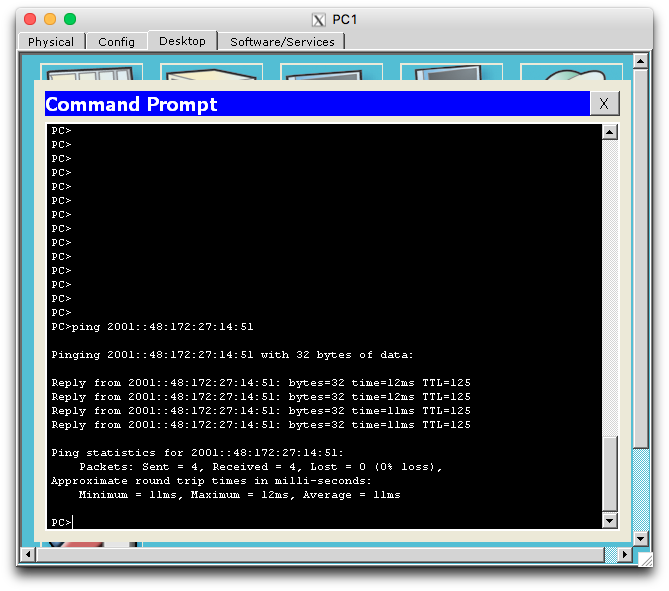 PC1
Physical Config Desktop Software/Services
Command Prompt X
PC>
PC>
PC>
PC>
PC>
PC>
PC>
PC>
PC>
PC>
PC>
PC>
PC>
PC>
PC>ping 2001::48:172:27:14:51
Pinging 2001::48:172:27:14:51 with 32 bytes of data:
Reply from 2001::48:172:27:14:51: bytes=32 time=12ms TTL=125
Reply from 2001::48:172:27:14:51: bytes=32 time=12ms TTL=125
Reply from 2001::48:172:27:14:51: bytes=32 time=11ms TTL=125
Reply from 2001::48:172:27:14:51: bytes=32 time=11ms TTL=125
Ping statistics for 2001::48:172:27:14:51:
Packets: Sent = 4, Received = 4, Lost = 0 (0% loss),
Approximate round trip times in milli-seconds:
Minimum = 11ms, Maximum = 12ms, Average = 11ms
PC>